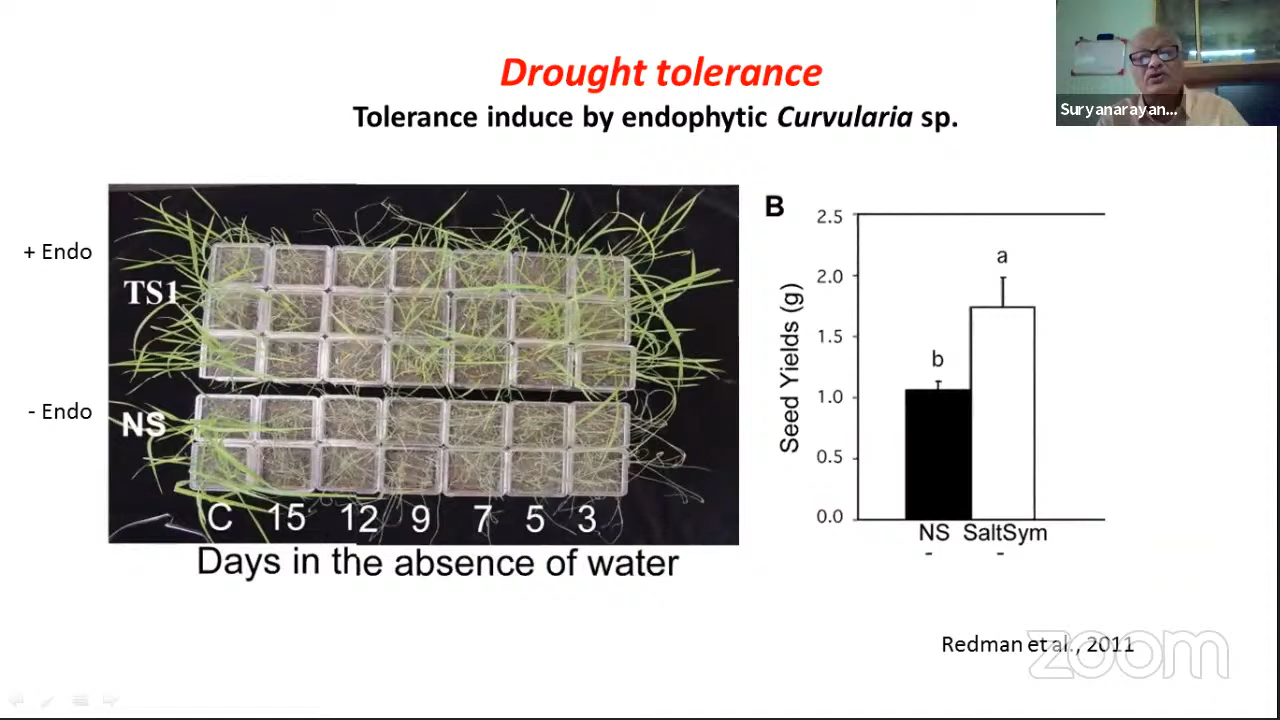 Drought tolerance
Tolerance induce by endophytic Curvularia sp.
Suryanarayan...
+ Endo
TS1
- Endo
NS
C 15 12 9 7 5 3
Days in the absence of water
B
Seed Yields (g)
2.5
2.0
1.5
1.0
0.5
0.0
a
b
NS SaltSym
- -
Redman et al., 2011
zoom